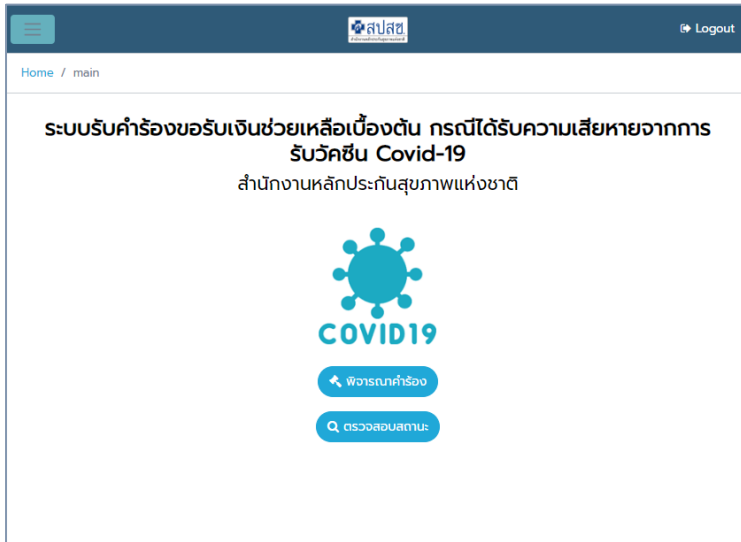 สปสช.
Logout
Home / main
ระบบรับคำร้องขอรับเงินช่วยเหลือเบื้องต้น กรณีได้รับความเสียหายจากการ
รับวัคซีน Covid-19
สำนักงานหลักประกันสุขภาพแห่งชาติ
COVID19
พิจารณาคำร้อง
ตรวจสอบสถานะ